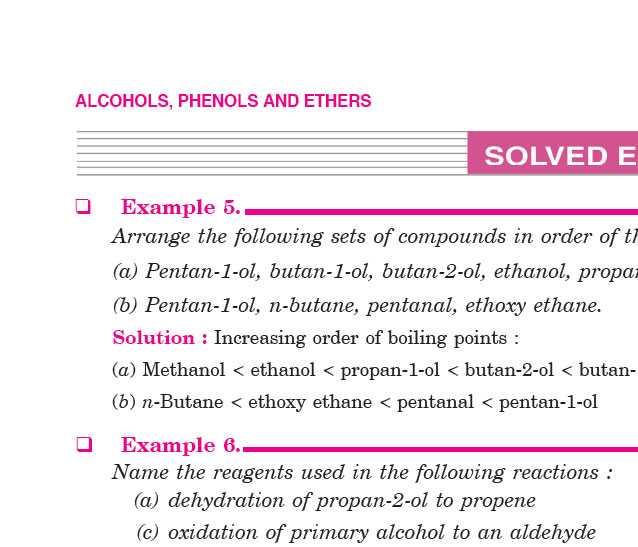 ALCOHOLS, PHENOLS AND ETHERS
SOLVED E
Example 5.
Arrange the following sets of compounds in order of
(a) Pentan-1-ol, butan-1-ol, butan-2-ol, ethanol,
(b) Pentan-1-ol, n-butane, pentanal, ethoxy ethane.
Solution : Increasing order of boiling points :
(a) Methanol < ethanol < propan-1-ol < butan-2-ol < butan-
(b) n-Butane < ethoxy ethane < pentanal < pentan-1-ol
Example 6.
Name the reagents used in the following reactions :
(a) dehydration of propan-2-ol to propene
(c) oxidation of primary alcohol to an aldehyde